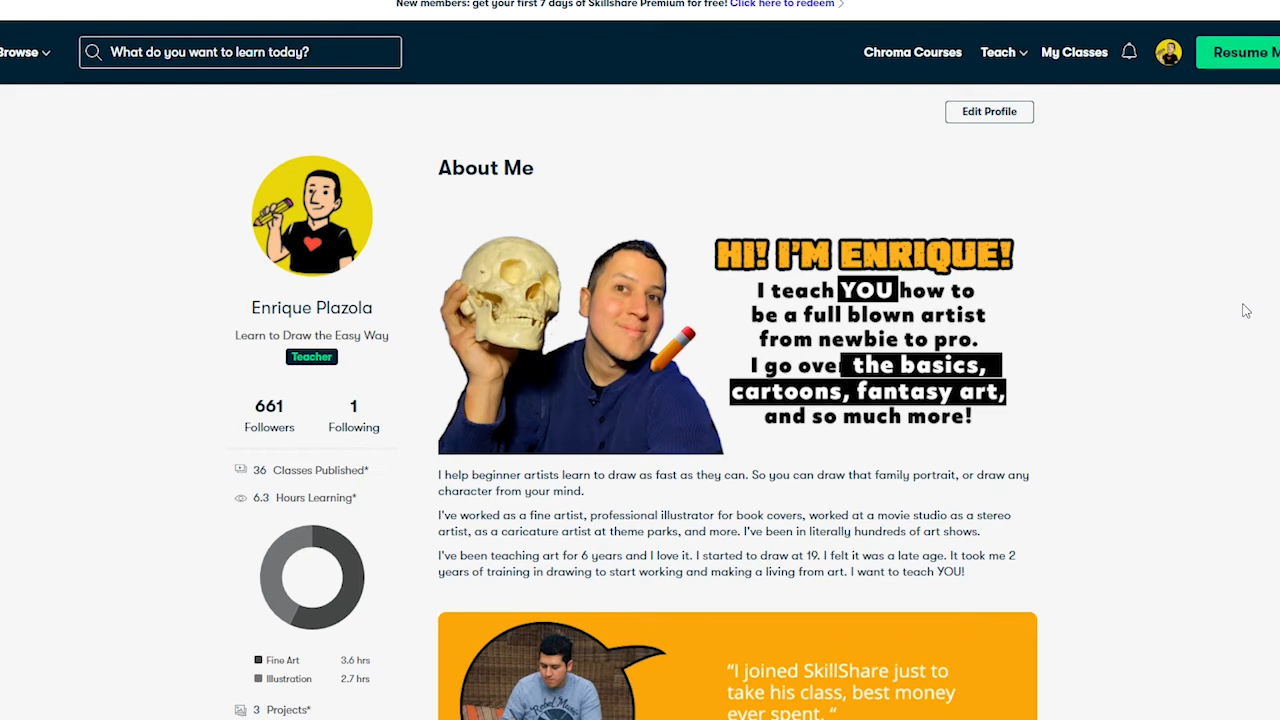 New members: get your first 7 days of Skillshare Premium for free! Click here to redeem
Browse
What do you want to learn today?
Chroma Courses
Teach
My Classes
Resume M
Edit Profile
Enrique Plazola
Learn to Draw the Easy Way
Teacher
661
1
Followers
Following
36 Classes Published*
6.3 Hours Learning*
Fine Art 3.6 hrs
Illustration 2.7 hrs
3 Projects*
About Me
HI! I'M ENRIQUE!
I teach YOU how to
be a full blown artist
from newbie to pro.
I go over the basics,
cartoons, fantasy art,
and so much more!
I help beginner artists learn to draw as fast as they can. So you can draw that family portrait, or draw any
character from your mind.
I've worked as a fine artist, professional illustrator for book covers, worked at a movie studio as a stereo
artist, as a caricature artist at theme parks, and more. I've been in literally hundreds of art shows.
I've been teaching art for 6 years and I love it. I started to draw at 19. I felt it was a late age. It took me 2
years of training in drawing to start working and making a living from art. I want to teach YOU!
“I joined SkillShare just to
take his class, best money
ever spent. “